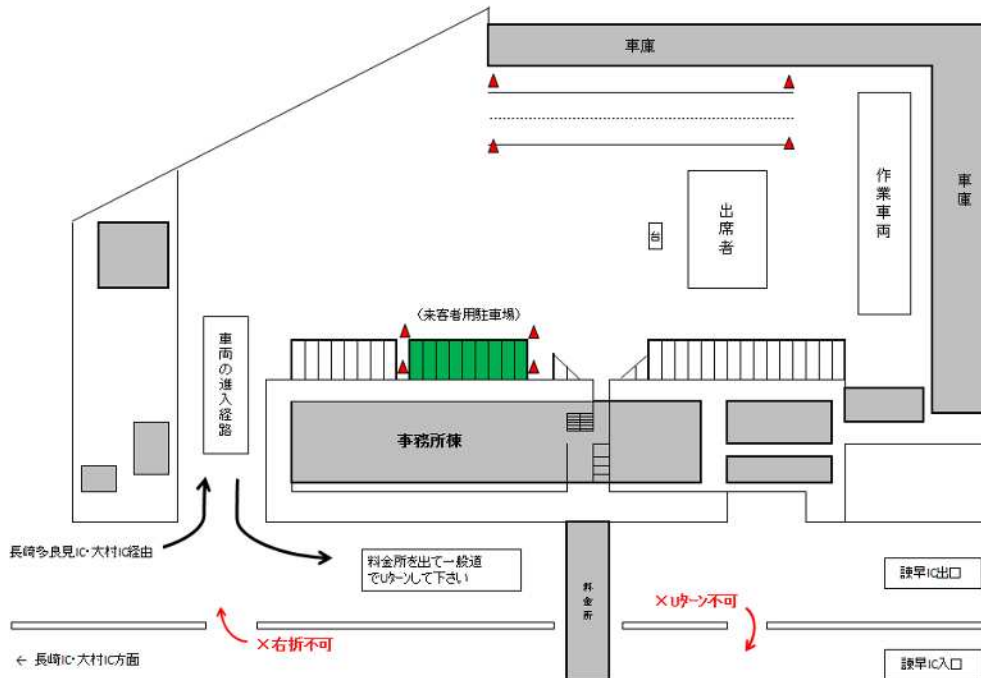 車庫
車庫
作業車両
出席者
台
(来客者用駐車場)
車両の進入経路
事務所棟
長崎多良見IC・大村IC経由
料金所を出て一般道
でUターンして下さい
料金所
×Uターン不可
諫早IC出口
×右折不可
← 長崎IC・大村IC方面
諫早IC入口